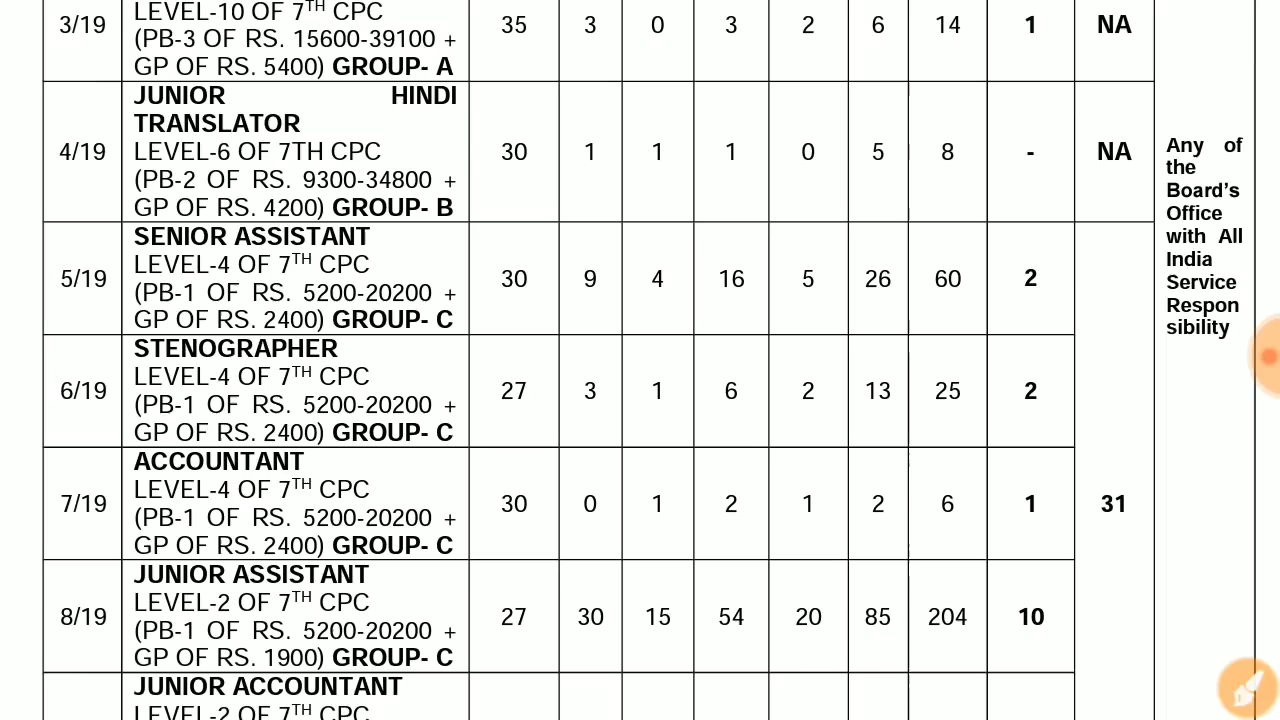 3/19 LEVEL-10 OF 7TH CPC 35 3 0 3 2 6 14 1 NA
(PB-3 OF RS. 15600-39100 +
GP OF RS. 5400) GROUP- A
4/19 JUNIOR HINDI 30 1 1 1 0 5 8 - NA
TRANSLATOR
LEVEL-6 OF 7TH CPC
(PB-2 OF RS. 9300-34800 +
GP OF RS. 4200) GROUP- B
5/19 SENIOR ASSISTANT 30 9 4 16 5 26 60 2
LEVEL-4 OF 7TH CPC
(PB-1 OF RS. 5200-20200 +
GP OF RS. 2400) GROUP- C
6/19 STENOGRAPHER 27 3 1 6 2 13 25 2
LEVEL-4 OF 7TH CPC
(PB-1 OF RS. 5200-20200 +
GP OF RS. 2400) GROUP- C
7/19 ACCOUNTANT 30 0 1 2 1 2 6 1 31
LEVEL-4 OF 7TH CPC
(PB-1 OF RS. 5200-20200 +
GP OF RS. 2400) GROUP- C
8/19 JUNIOR ASSISTANT 27 30 15 54 20 85 204 10
LEVEL-2 OF 7TH CPC
(PB-1 OF RS. 5200-20200 +
GP OF RS. 1900) GROUP- C
JUNIOR ACCOUNTANT
LEVEL-2 OF 7TH CPC
Any of
the
Board's
Office
with All
India
Service
Respon
sibility